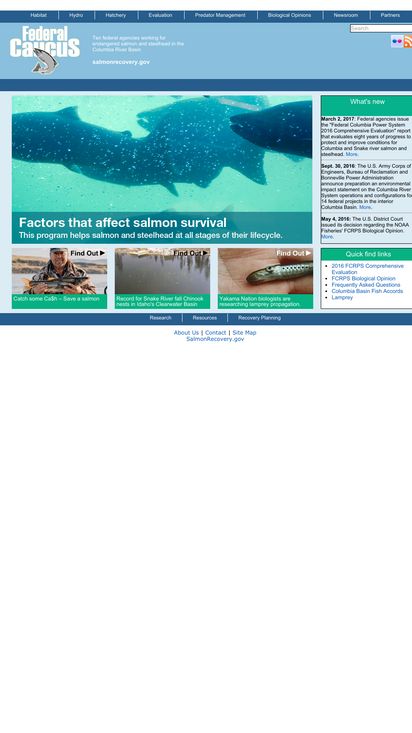 Habitat
Hydro
Hatchery
Evaluation
Predator Management
Biological Opinions
Newsroom
Partners
Federal
Caucus
Ten federal agencies working for
endangered salmon and steelhead in the
Columbia River Basin
salmonrecovery.gov
Search
What's new
March 2, 2017: Federal agencies issue
the "Federal Columbia Power System
2016 Comprehensive Evaluation" report
that evaluates eight years of progress to
protect and improve conditions for
Columbia and Snake river salmon and
steelhead. More.
Sept. 30, 2016: The U.S. Army Corps of
Engineers, Bureau of Reclamation and
Bonneville Power Administration
announce preparation an environmental
impact statement on the Columbia River
System operations and configurations for
14 federal projects in the interior
Columbia Basin. More.
May 4, 2016: The U.S. District Court
issued its decision regarding the NOAA
Fisheries' FCRPS Biological Opinion.
More.
Factors that affect salmon survival
This program helps salmon and steelhead at all stages of their lifecycle.
Find Out
Catch some Ca$h – Save a salmon
Find Out
Record for Snake River fall Chinook
nests in Idaho's Clearwater Basin
Find Out
Yakama Nation biologists are
researching lamprey propagation.
Quick find links
2016 FCRPS Comprehensive
Evaluation
FCRPS Biological Opinion
Frequently Asked Questions
Columbia Basin Fish Accords
Lamprey
Research
Resources
Recovery Planning
About Us | Contact | Site Map
SalmonRecovery.gov